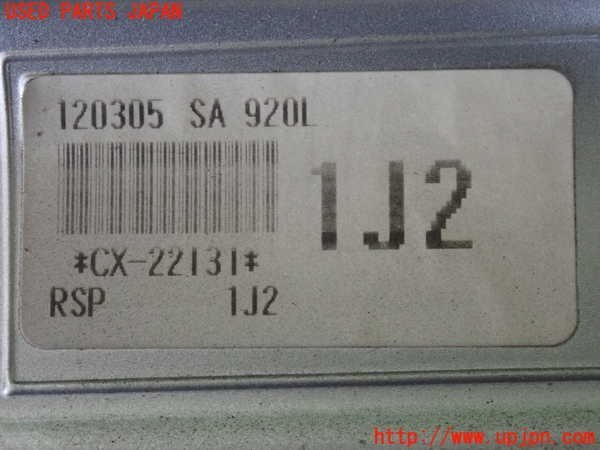 USED PARTS JAPAN
120305 SA 920L
1J2
*CX-22131*
RSP 1J2
http://www.upjpn.com/